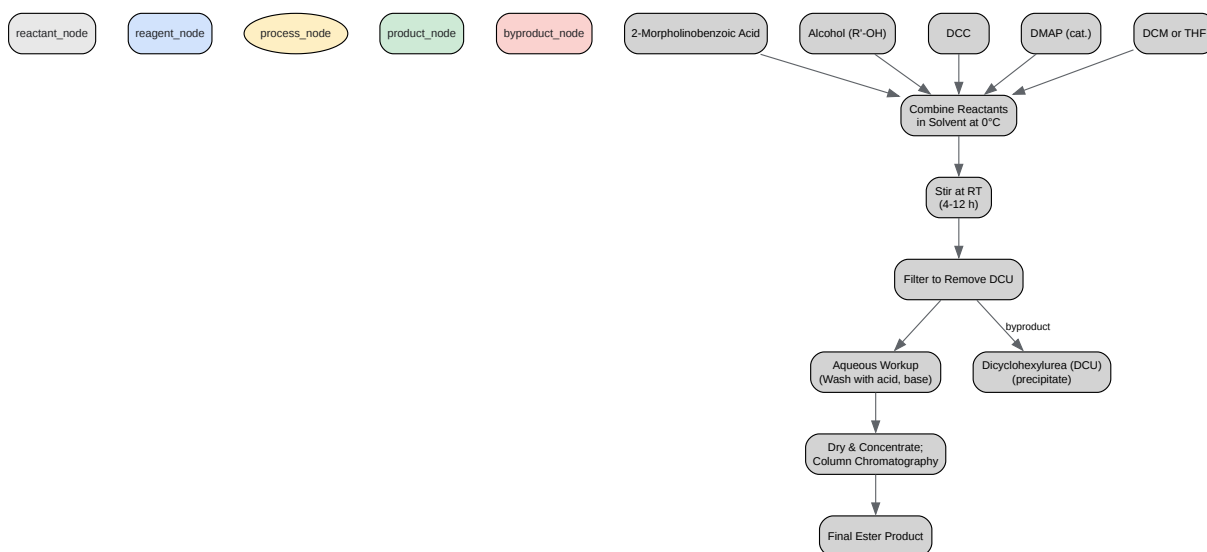 reactant_node
reagent_node
process_node
product_node
byproduct_node
2-Morpholinobenzoic Acid
Alcohol (R'-OH)
DCC
DMAP (cat.)
DCM or THF
Combine Reactants
in Solvent at 0°C
Stir at RT
(4-12 h)
Filter to Remove DCU
byproduct
Aqueous Workup
(Wash with acid, base)
Dicyclohexylurea (DCU)
(precipitate)
Dry & Concentrate;
Column Chromatography
Final Ester Product